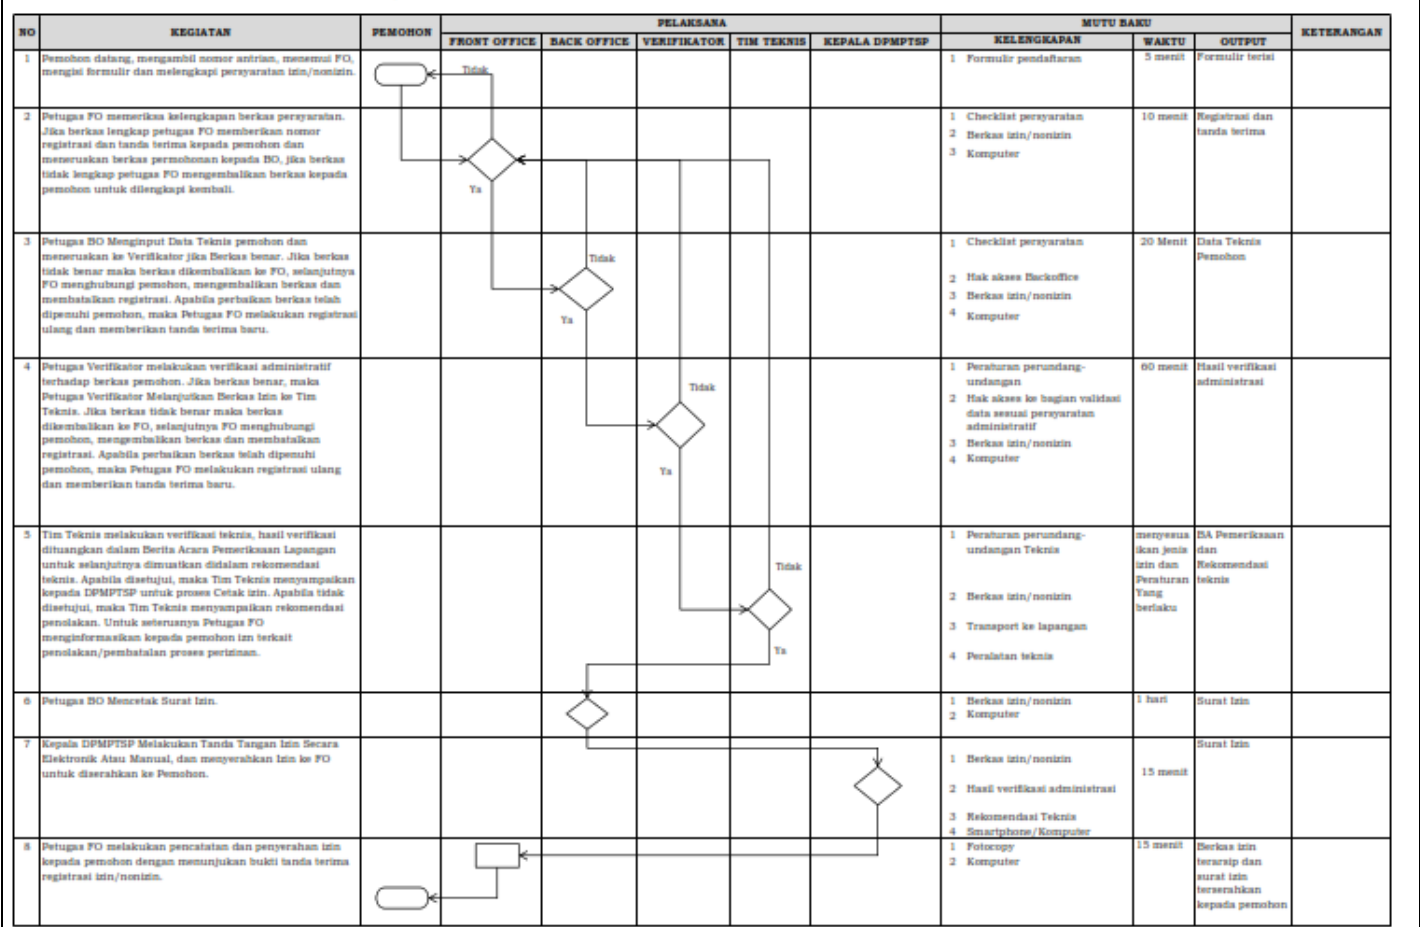 NO
KEGIATAN
PEMOHON
PELAKSANA
MUTU BAKU
KETERANGAN
FRONT OFFICE
BACK OFFICE
VERIFIKATOR
TIM TEKNIS
KEPALA DPMPTSP
KELENGKAPAN
WAKTU
OUTPUT
1
Pemohon datang, mengambil nomor antrian, menemui FO,
mengisi formulir dan melengkapi persyaratan izin/nonizin.
Tidak
1 Formulir pendaftaran
5 menit
Formulir terisi
2
Petugas FO memeriksa kelengkapan berkas persyaratan.
Jika berkas lengkap petugas FO memberikan nomor
registrasi dan tanda terima kepada pemohon dan
meneruskan berkas permohonan kepada BO, jika berkas
tidak lengkap petugas FO mengembalikan berkas kepada
pemohon untuk dilengkapi kembali.
Ya
1 Checklist persyaratan
2 Berkas izin/nonizin
3 Komputer
10 menit
Registrasi dan
tanda terima
3
Petugas BO Menginput Data Teknis pemohon dan
meneruskan ke Verifikator jika Berkas benar. Jika berkas
tidak benar maka berkas dikembalikan ke FO, selanjutnya
FO menghubungi pemohon, mengembalikan berkas dan
membatalkan registrasi. Apabila perbaikan berkas telah
dipenuhi pemohon, maka Petugas FO melakukan registrasi
ulang dan memberikan tanda terima baru.
Tidak
Ya
1 Checklist persyaratan
2 Hak akses Backoffice
3 Berkas izin/nonizin
4 Komputer
20 Menit
Data Teknis
Pemohon
4
Petugas Verifikator melakukan verifikasi administratif
terhadap berkas pemohon. Jika berkas benar, maka
Petugas Verifikator Melanjutkan Berkas Izin ke Tim
Teknis. Jika berkas tidak benar maka berkas
dikembalikan ke FO, selanjutnya FO menghubungi
pemohon, mengembalikan berkas dan membatalkan
registrasi. Apabila perbaikan berkas telah dipenuhi
pemohon, maka Petugas FO melakukan registrasi ulang
dan memberikan tanda terima baru.
Tidak
Ya
1 Peraturan perundang-
undangan
2 Hak akses ke bagian validasi
data sesuai persyaratan
administratif
3 Berkas izin/nonizin
4 Komputer
60 menit
Hasil verifikasi
administrasi
5
Tim Teknis melakukan verifikasi teknis, hasil verifikasi
dituangkan dalam Berita Acara Pemeriksaan Lapangan
untuk selanjutnya dimuatkan didalam rekomendasi
teknis. Apabila disetujui, maka Tim Teknis menyampaikan
kepada DPMPTSP untuk proses Cetak izin. Apabila tidak
disetujui, maka Tim Teknis menyampaikan rekomendasi
penolakan. Untuk seterusnya Petugas FO
menginformasikan kepada pemohon izn terkait
penolakan/pembatalan proses perizinan.
Tidak
Ya
1 Peraturan perundang-
undangan Teknis
2 Berkas izin/nonizin
3 Transport ke lapangan
4 Peralatan teknis
menyesua
ikan jenis
izin dan
Peraturan
Yang
berlaku
BA Pemeriksaan
dan
Rekomendasi
teknis
6
Petugas BO Mencetak Surat Izin.
1 Berkas izin/nonizin
2 Komputer
1 hari
Surat Izin
7
Kepala DPMPTSP Melakukan Tanda Tangan Izin Secara
Elektronik Atau Manual, dan menyerahkan Izin ke FO
untuk diserahkan ke Pemohon.
1 Berkas izin/nonizin
2 Hasil verifikasi administrasi
3 Rekomendasi Teknis
4 Smartphone/Komputer
15 menit
Surat Izin
8
Petugas FO melakukan pencatatan dan penyerahan izin
kepada pemohon dengan menunjukan bukti tanda terima
registrasi izin/nonizin.
1 Fotocopy
2 Komputer
15 menit
Berkas izin
terarsip dan
surat izin
terserahkan
kepada pemohon